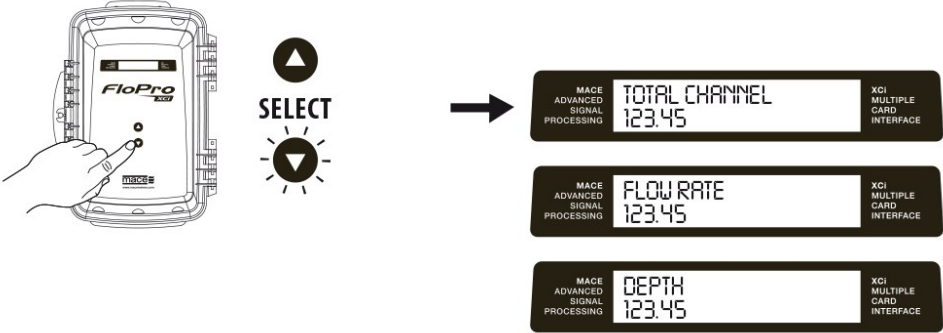 FloPro
XCi
mace
SELECT
MACE
ADVANCED
SIGNAL
PROCESSING
TOTAL CHANNEL
123.45
XCi
MULTIPLE
CARD
INTERFACE
MACE
ADVANCED
SIGNAL
PROCESSING
FLOW RATE
123.45
XCi
MULTIPLE
CARD
INTERFACE
MACE
ADVANCED
SIGNAL
PROCESSING
DEPTH
123.45
XCi
MULTIPLE
CARD
INTERFACE